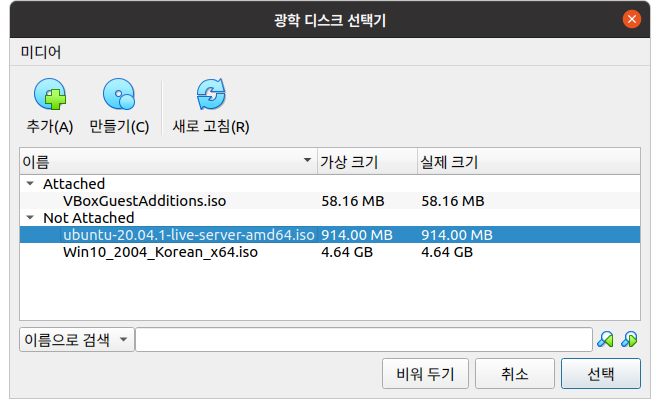 광학 디스크 선택기
미디어
추가(A) 만들기(C) 새로 고침(R)
이름 가상 크기 실제 크기
Attached
VBoxGuestAdditions.iso 58.16 MB 58.16 MB
Not Attached
ubuntu-20.04.1-live-server-amd64.iso 914.00 MB 914.00 MB
Win10_2004_Korean_x64.iso 4.64 GB 4.64 GB
이름으로 검색
비워 두기 취소 선택